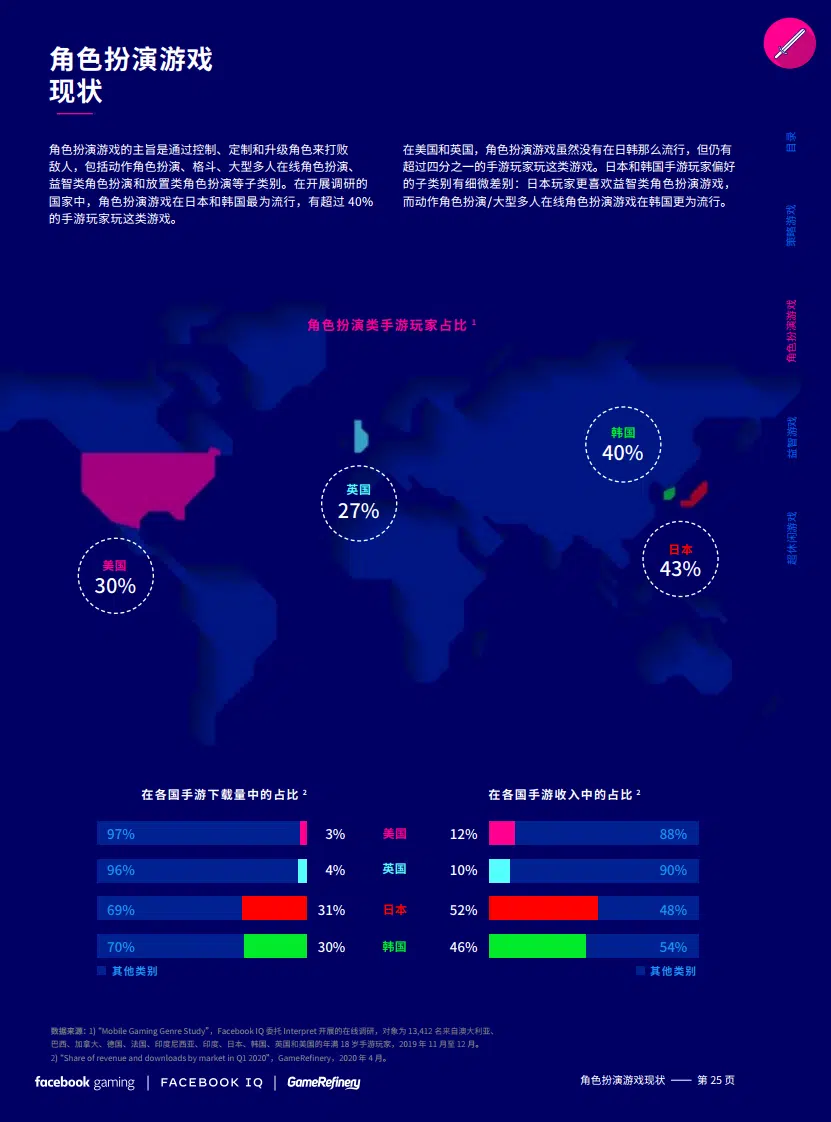 角色扮演游戏
现状
角色扮演游戏的主旨是通过控制、定制和升级角色来打败
敌人，包括动作角色扮演、格斗、大型多人在线角色扮演、
益智类角色扮演和放置类角色扮演等子类别。在开展调研的
国家中，角色扮演游戏在日本和韩国最为流行，有超过 40%
的手游玩家玩这类游戏。
在美国和英国，角色扮演游戏虽然没有在日韩那么流行，但仍有
超过四分之一的手游玩家玩这类游戏。日本和韩国手游玩家偏好
的子类别有细微差别：日本玩家更喜欢益智类角色扮演游戏，
而动作角色扮演/大型多人在线角色扮演游戏在韩国更为流行。
目录
策略游戏
角色扮演游戏
益智游戏
超休闲游戏
角色扮演类手游玩家占比 1
韩国
40%
英国
27%
日本
43%
美国
30%
在各国手游下载量中的占比 2
在各国手游收入中的占比 2
97% 3% 美国 12% 88%
96% 4% 英国 10% 90%
69% 31% 日本 52% 48%
70% 30% 韩国 46% 54%
其他类别
其他类别
数据来源：1) "Mobile Gaming Genre Study"，Facebook IQ 委托 Interpret 开展的在线调研，对象为 13,412 名来自澳大利亚、
巴西、加拿大、德国、法国、印度尼西亚、印度、日本、韩国、英国和美国的年满 18 岁手游玩家，2019 年 11 月至 12 月。
2) "Share of revenue and downloads by market in Q1 2020"，GameRefinery，2020 年 4 月。
facebook gaming | FACEBOOK IQ | GameRefinery
角色扮演游戏现状 —— 第 25 页